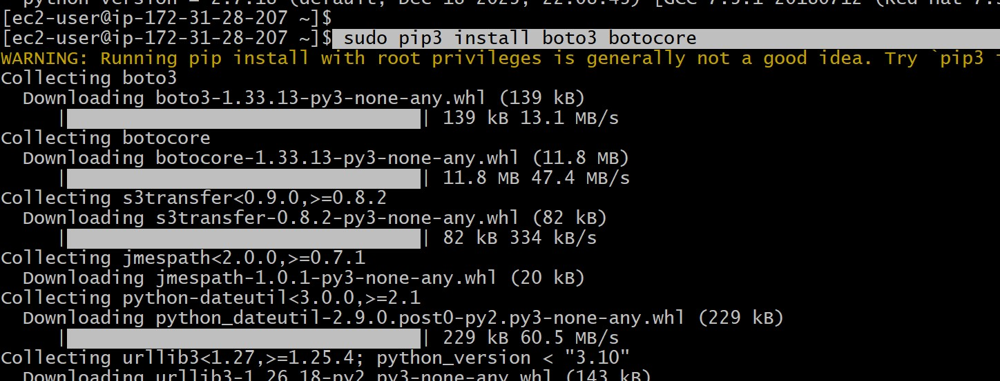 python version = 2.7.18 (default, Dec 18 2025, 22:08:45) [GCC 7.3.1 20180712 (Red Hat 7.3
[ec2-user@ip-172-31-28-207 ~]$
[ec2-user@ip-172-31-28-207 ~]$ sudo pip3 install boto3 botocore
WARNING: Running pip install with root privileges is generally not a good idea. Try `pip3
Collecting boto3
Downloading boto3-1.33.13-py3-none-any.whl (139 kB)
| | 139 kB 13.1 MB/s
Collecting botocore
Downloading botocore-1.33.13-py3-none-any.whl (11.8 MB)
| | 11.8 MB 47.4 MB/s
Collecting s3transfer<0.9.0,>=0.8.2
Downloading s3transfer-0.8.2-py3-none-any.whl (82 kB)
| | 82 kB 334 kB/s
Collecting jmespath<2.0.0,>=0.7.1
Downloading jmespath-1.0.1-py3-none-any.whl (20 kB)
Collecting python-dateutil<3.0.0,>=2.1
Downloading python_dateutil-2.9.0.post0-py2.py3-none-any.whl (229 kB)
| | 229 kB 60.5 MB/s
Collecting urllib3<1.27,>=1.25.4; python_version < "3.10"
Downloading urllib3-1.26.18-py2.py3-none-any.whl (143 kB)